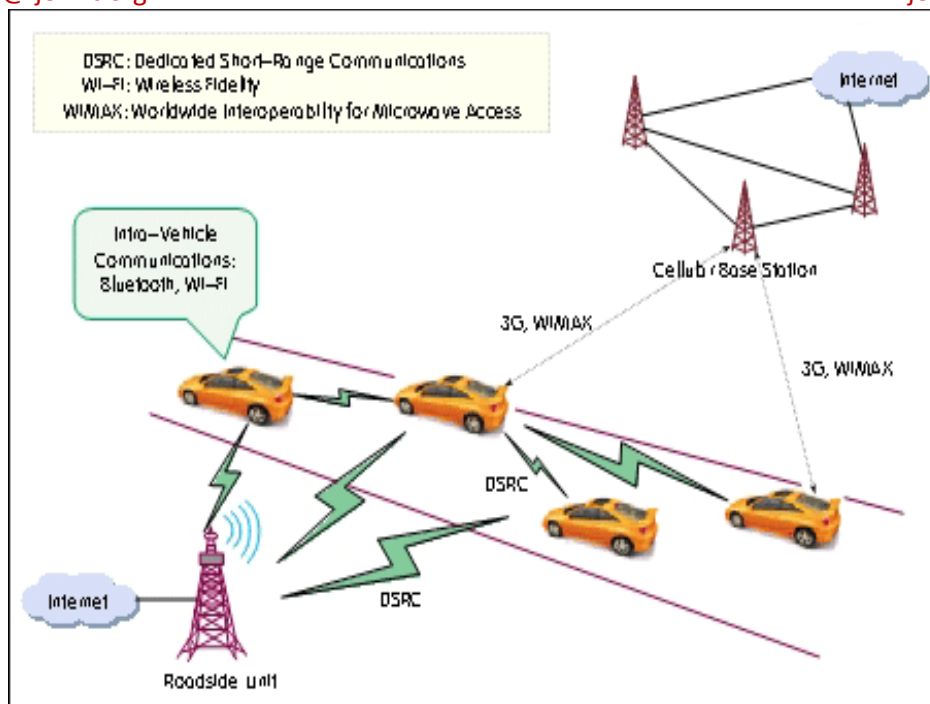 DSRC: Dedicated Short-Range Communications
WI-FI: Wireless Fidelity
WIMAX: Worldwide Interoperability for Microwave Access
Internet
Intra-Vehicle
Communications:
Bluetooth, WI-FI
Base Station
3G, WIMAX
3G, WIMAX
DSRC
Internet
DSRC
Roadside unit